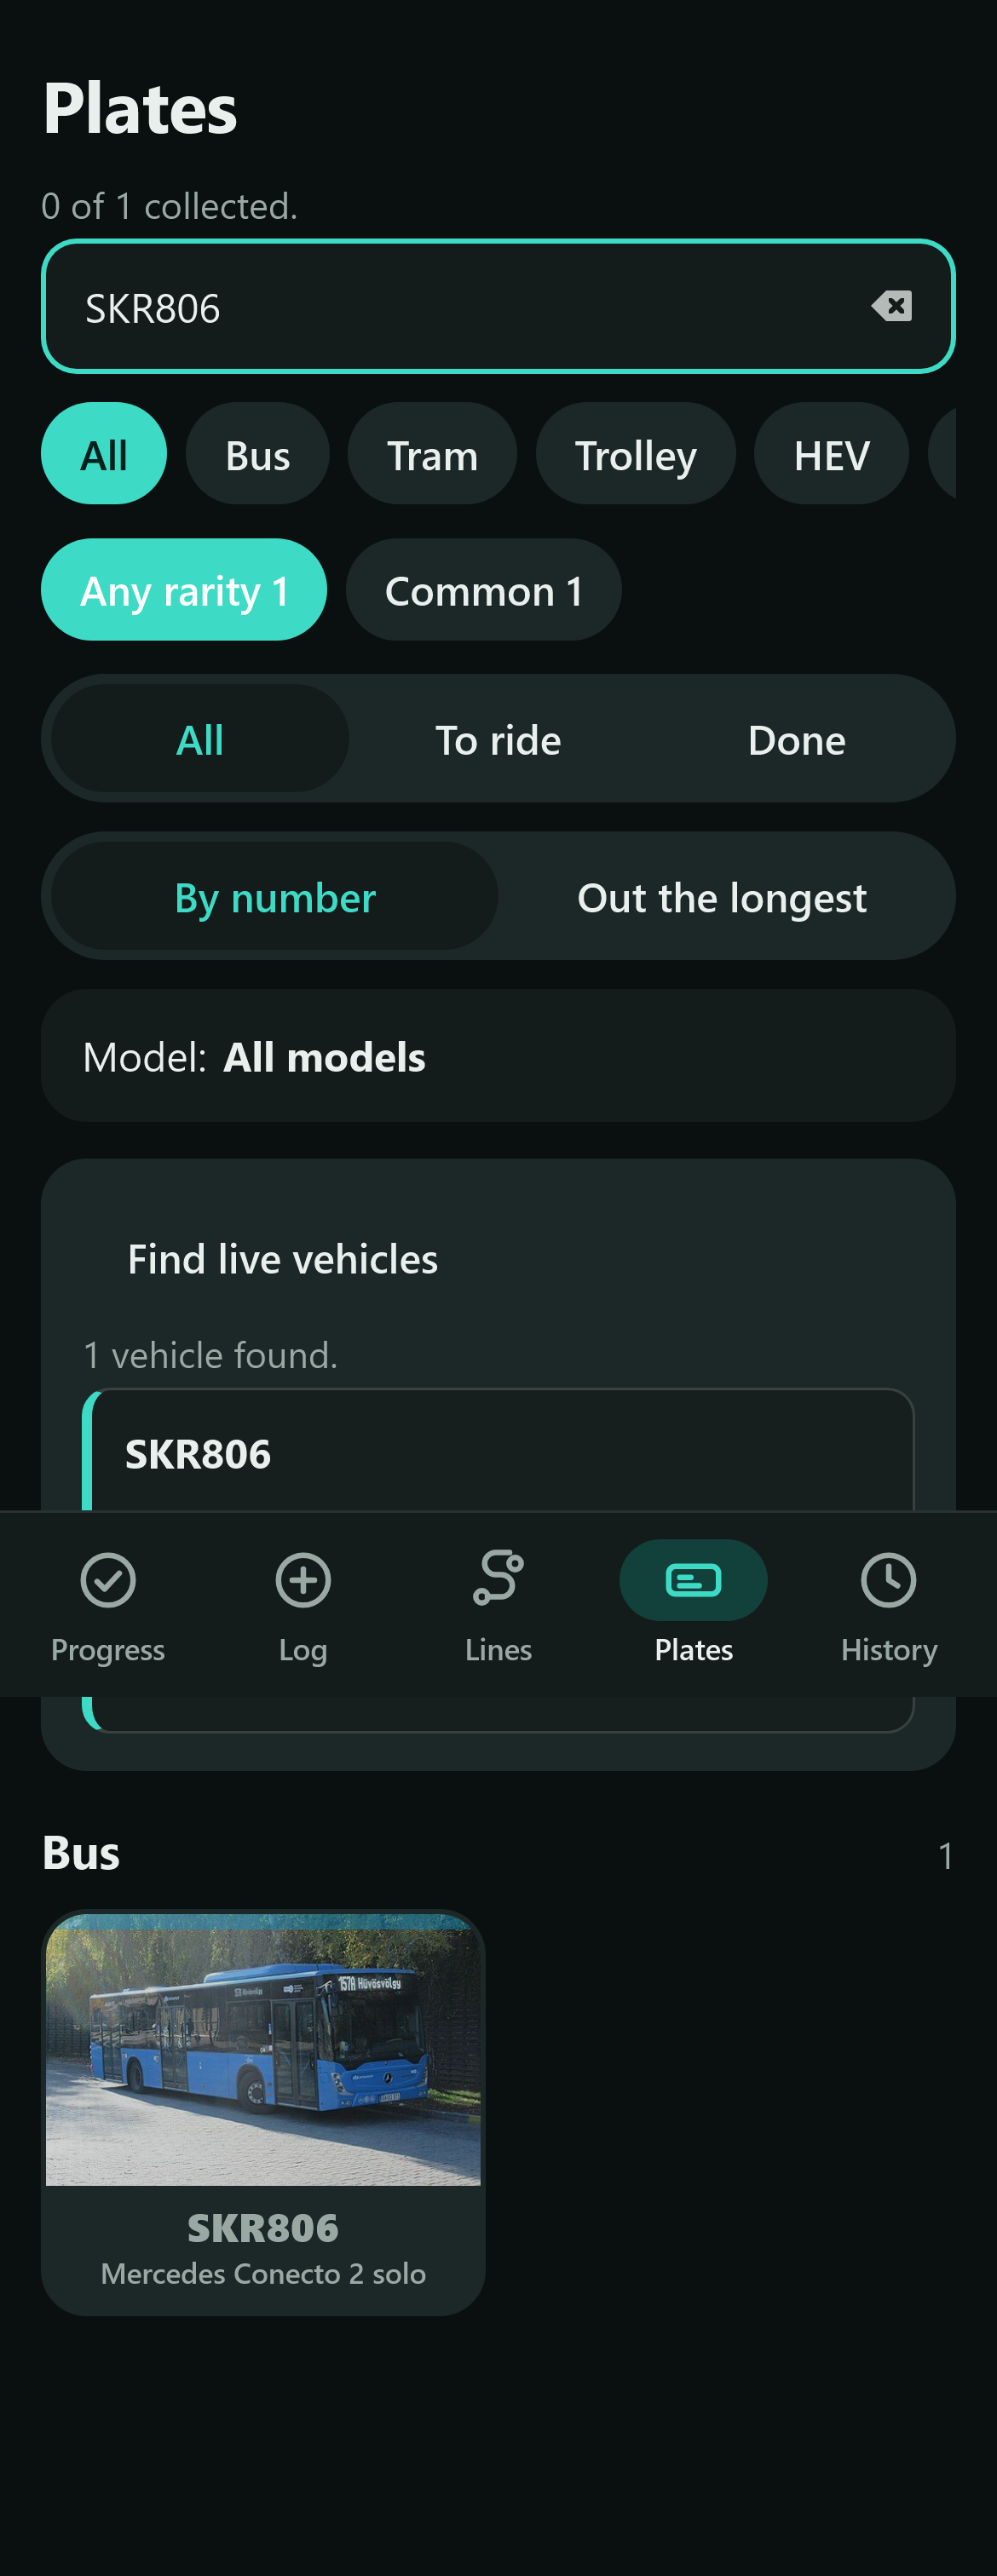 Plates
0 of 1 collected.
SKR806
All Bus Tram Trolley HEV
Any rarity 1 Common 1
All To ride Done
By number Out the longest
Model: All models
Find live vehicles
1 vehicle found.
SKR806
Progress Log Lines Plates History
Bus 1
157A Hűvösvölgy
SKR806
Mercedes Conecto 2 solo